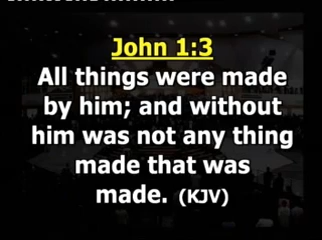 John 1:3
All things were made
by him; and without
him was not any thing
made that was
made. (KJV)